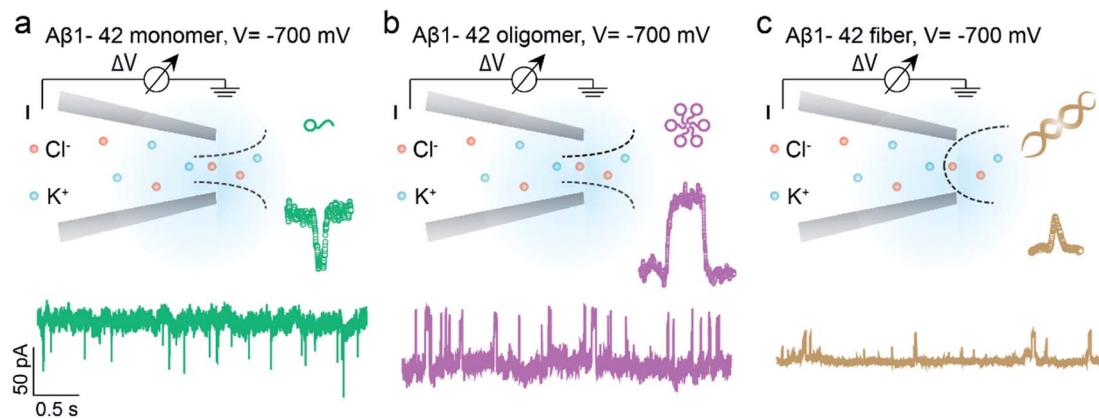 a
Aβ1- 42 monomer, V= -700 mV
ΔV
I
Cl⁻
K⁺
50 pA
0.5 s
b
Aβ1- 42 oligomer, V= -700 mV
ΔV
I
Cl⁻
K⁺
c
Aβ1- 42 fiber, V= -700 mV
ΔV
I
Cl⁻
K⁺